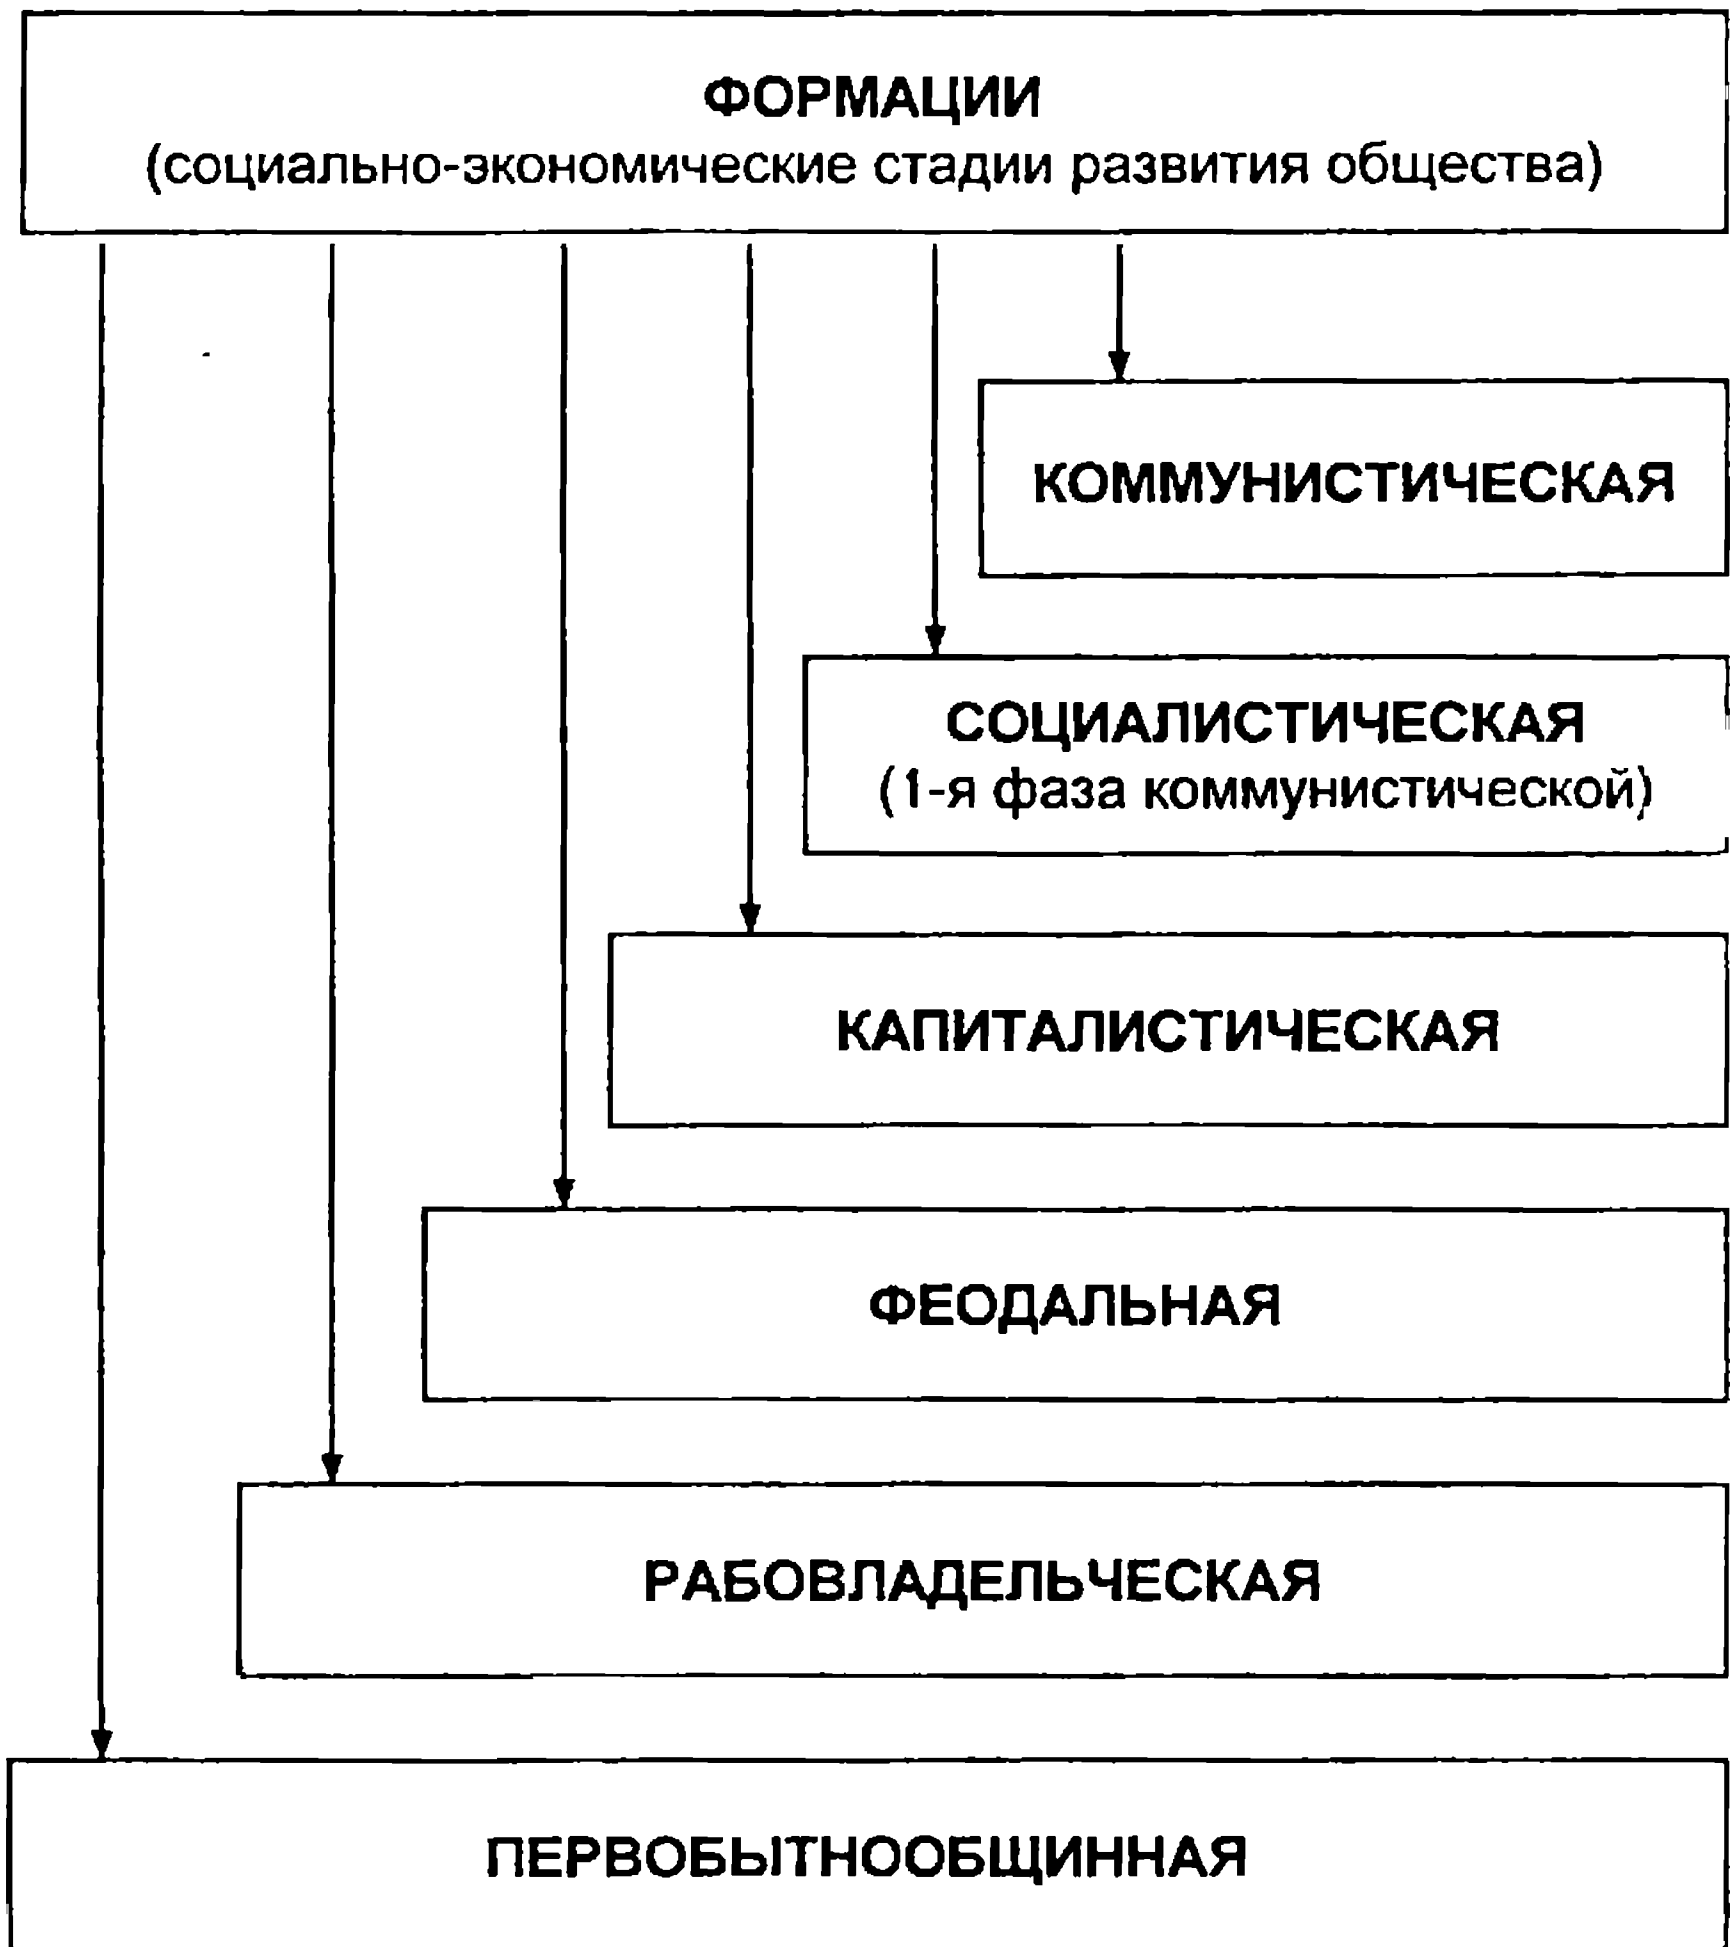 ФОРМАЦИИ
(социально-экономические стадии развития общества)
КОММУНИСТИЧЕСКАЯ
СОЦИАЛИСТИЧЕСКАЯ
(1-я фаза коммунистической)
КАПИТАЛИСТИЧЕСКАЯ
ФЕОДАЛЬНАЯ
РАБОВЛАДЕЛЬЧЕСКАЯ
ПЕРВОБЫТНООБЩИННАЯ